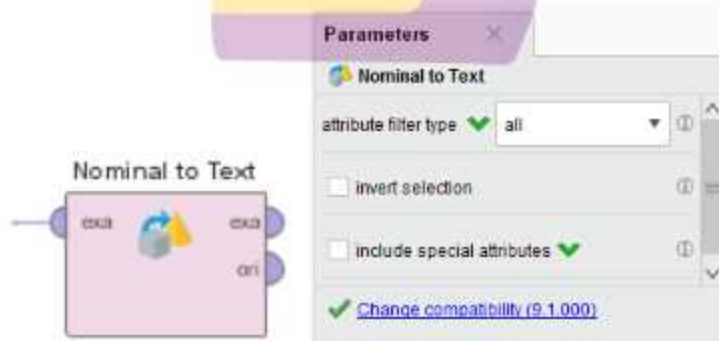 Parameters
Nominal to Text
attribute filter type all
invert selection
include special attributes
Change compatibility (9.1.000)
Nominal to Text
exa exa
ori